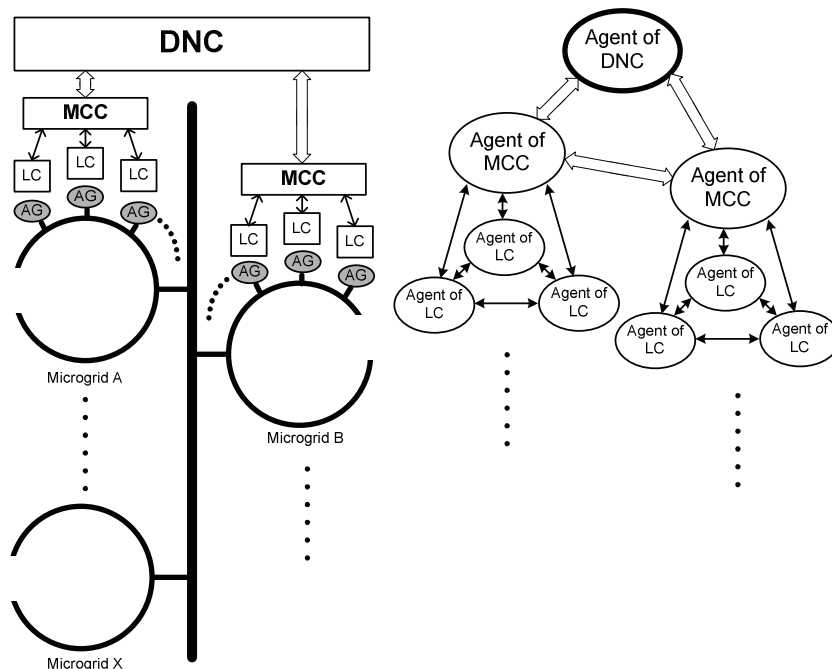 DNC
MCC
LC
LC
LC
AG
AG
AG
Microgrid A
MCC
LC
LC
LC
AG
AG
AG
Microgrid B
Microgrid X
Agent of
DNC
Agent of
MCC
Agent of
MCC
Agent of
LC
Agent of
LC
Agent of
LC
Agent of
LC
Agent of
LC
Agent of
LC